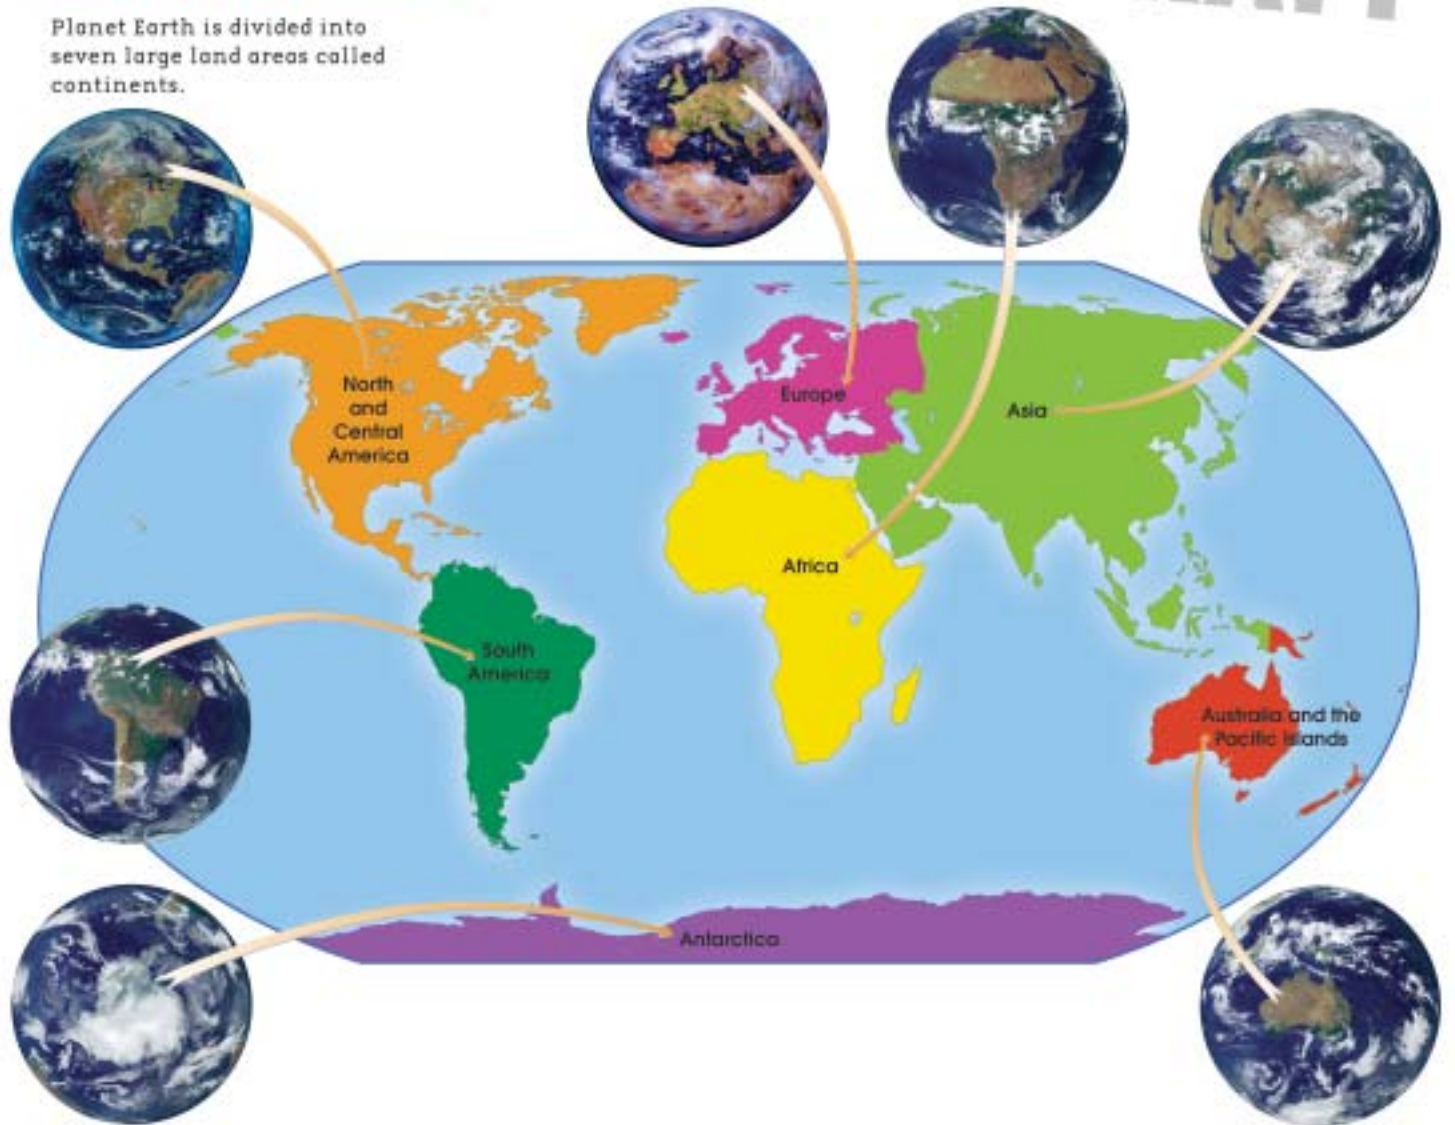 Planet Earth is divided into
seven large land areas called
continents.
North
and
Central
America
Europe
Asia
Africa
South
America
Australia and the
Pacific Islands
Antarctica